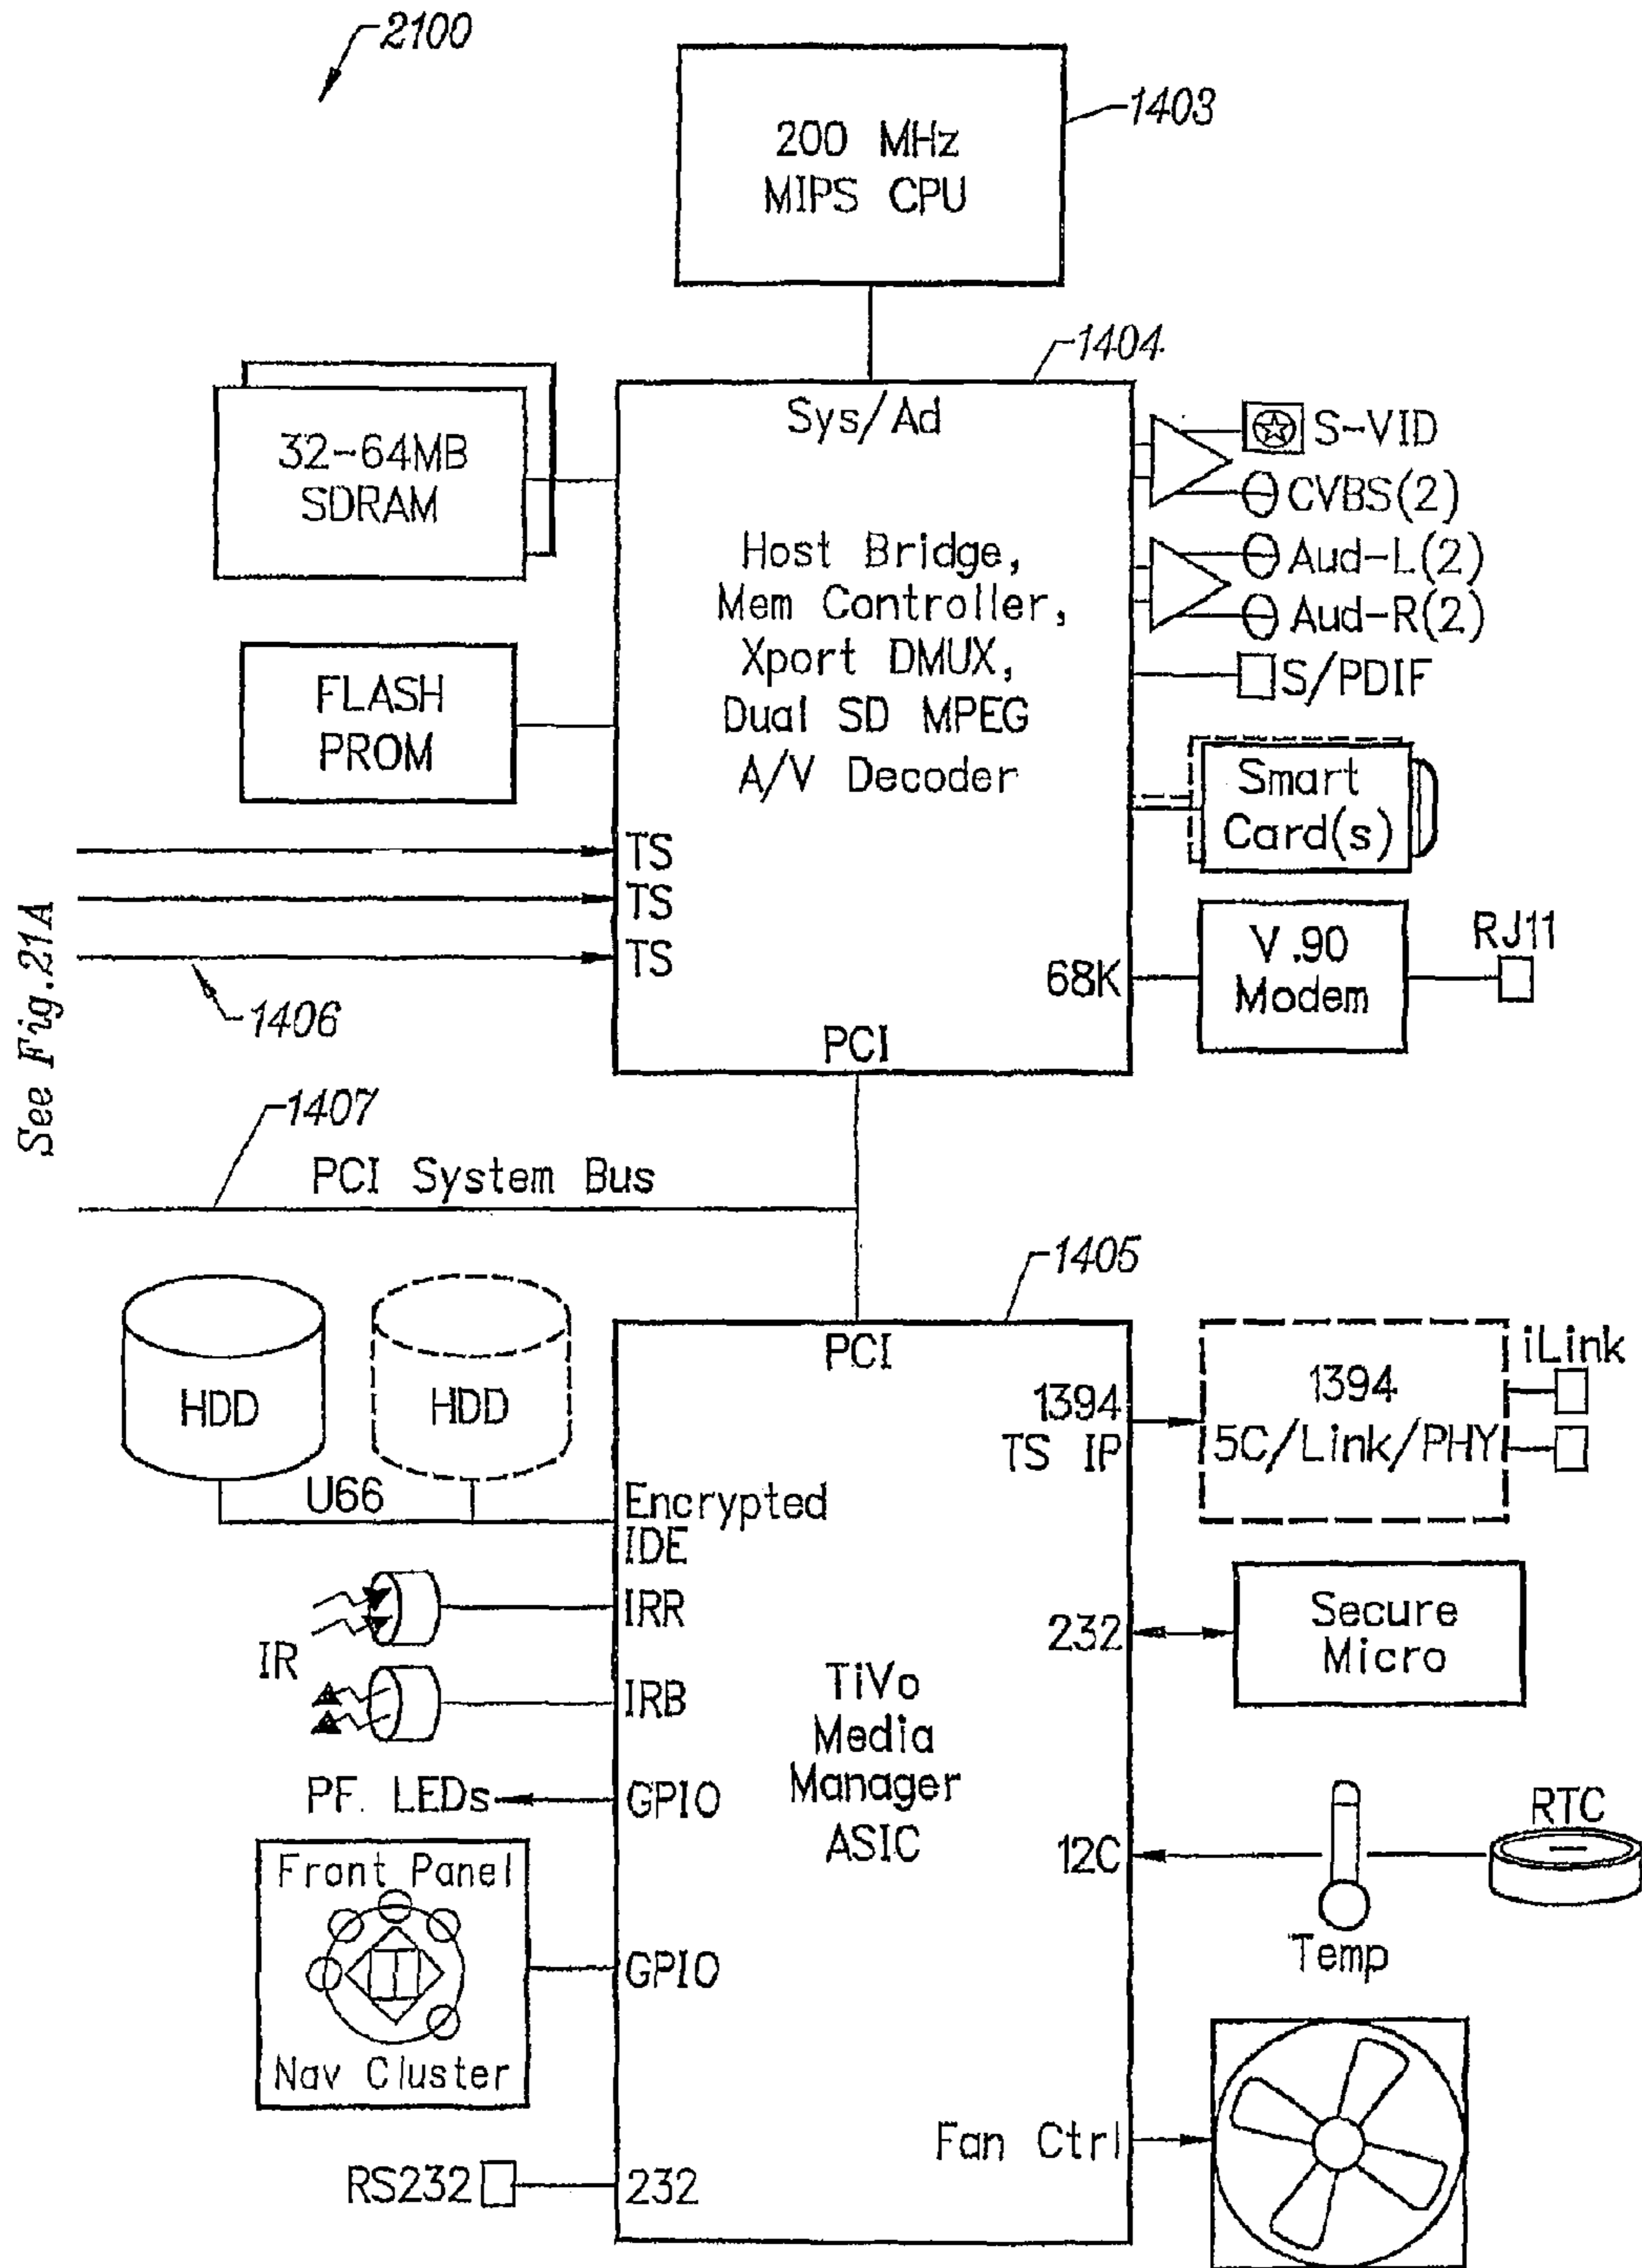 2100
200 MHz
MIPS CPU
1403
1404
32-64MB
SDRAM
Sys/Ad
S-VID
CVBS(2)
Host Bridge,
Mem Controller,
Xport DMUX,
Dual SD MPEG
A/V Decoder
Aud-L(2)
Aud-R(2)
S/PDIF
FLASH
PROM
Smart
Card(s)
TS
TS
TS
See Fig.21A
1406
68K
V.90
Modem
RJ11
PCI
1407
PCI System Bus
1405
HDD
HDD
U66
PCI
1394
TS IP
1394
5C/Link/PHY
iLink
Encrypted
IDE
IR
IRR
IRB
232
Secure
Micro
TiVo
Media
Manager
ASIC
PF. LEDs
GPIO
12C
Temp
RTC
Front Panel
Nav Cluster
GPIO
Fan Ctrl
RS232
232